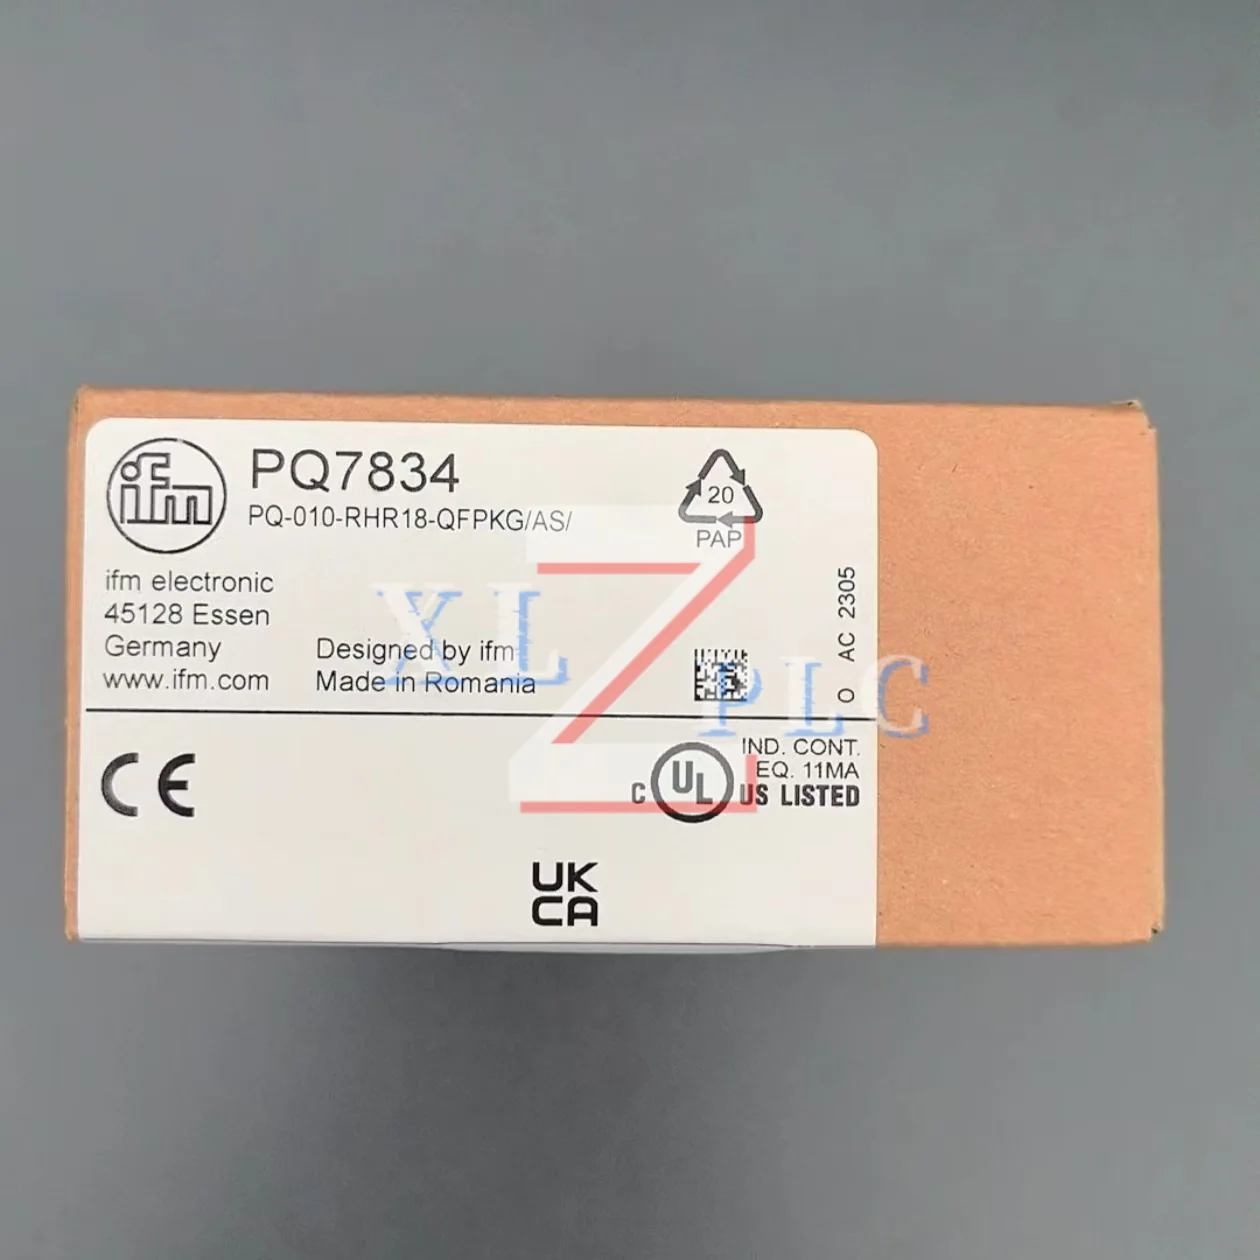 ifm
PQ7834
PQ-010-RHR18-QFPKG/AS/
20
PAP
ifm electronic
45128 Essen
Germany
www.ifm.com
Designed by ifm
Made in Romania
O AC 2305
XLZ PLC
CE
C UL US LISTED
IND. CONT.
EQ. 11MA
UK
CA